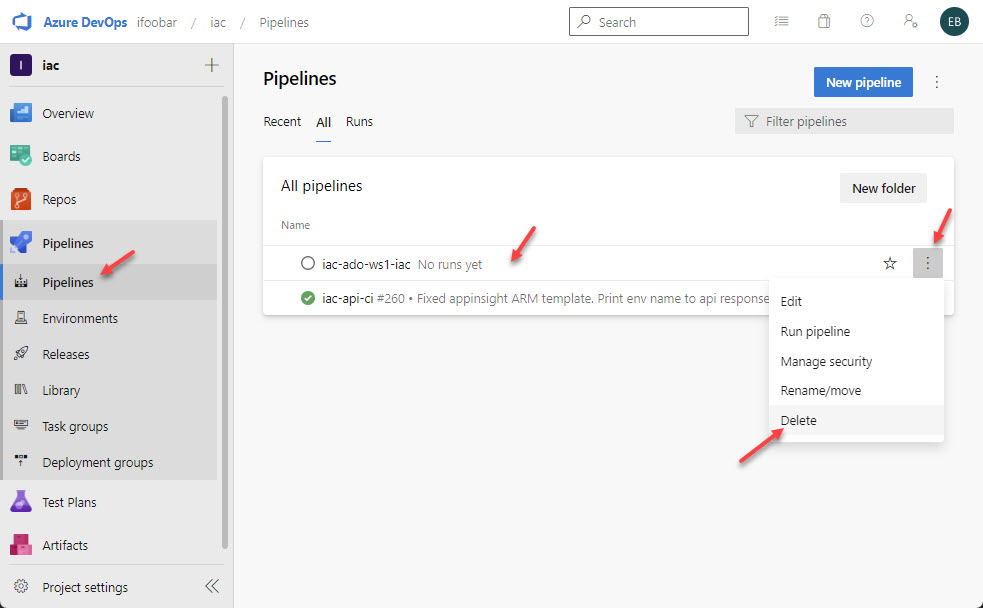 Azure DevOps ifoobar / iac / Pipelines
Search
EB
I iac
Overview
Boards
Repos
Pipelines
Pipelines
Environments
Releases
Library
Task groups
Deployment groups
Test Plans
Artifacts
Project settings
Pipelines
New pipeline
Recent All Runs
Filter pipelines
All pipelines
New folder
Name
iac-ado-ws1-iac No runs yet
iac-api-ci #260 • Fixed appinsight ARM template. Print env name to api response
Edit
Run pipeline
Manage security
Rename/move
Delete